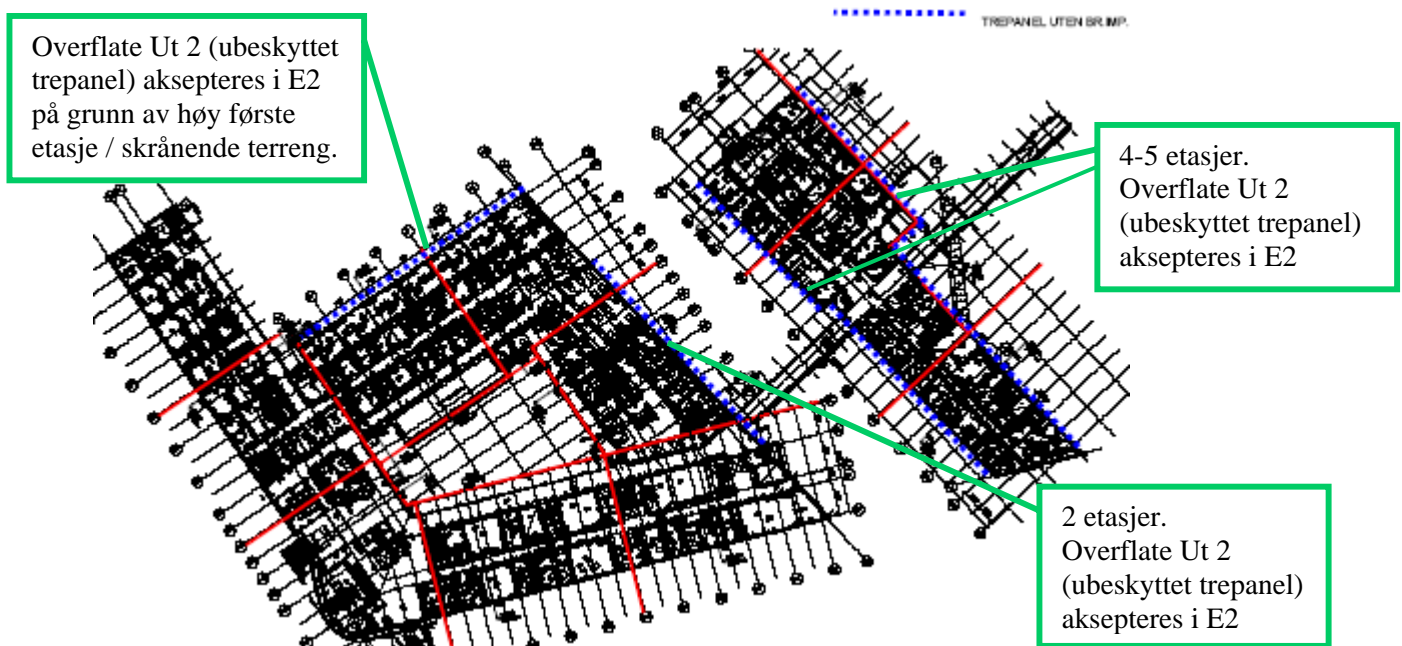 TREPANEL UTEN BR.IMP.
Overflate Ut 2 (ubeskyttet
trepanel) aksepteres i E2
på grunn av høy første
etasje / skrånende terreng.
4-5 etasjer.
Overflate Ut 2
(ubeskyttet trepanel)
aksepteres i E2
2 etasjer.
Overflate Ut 2
(ubeskyttet trepanel)
aksepteres i E2